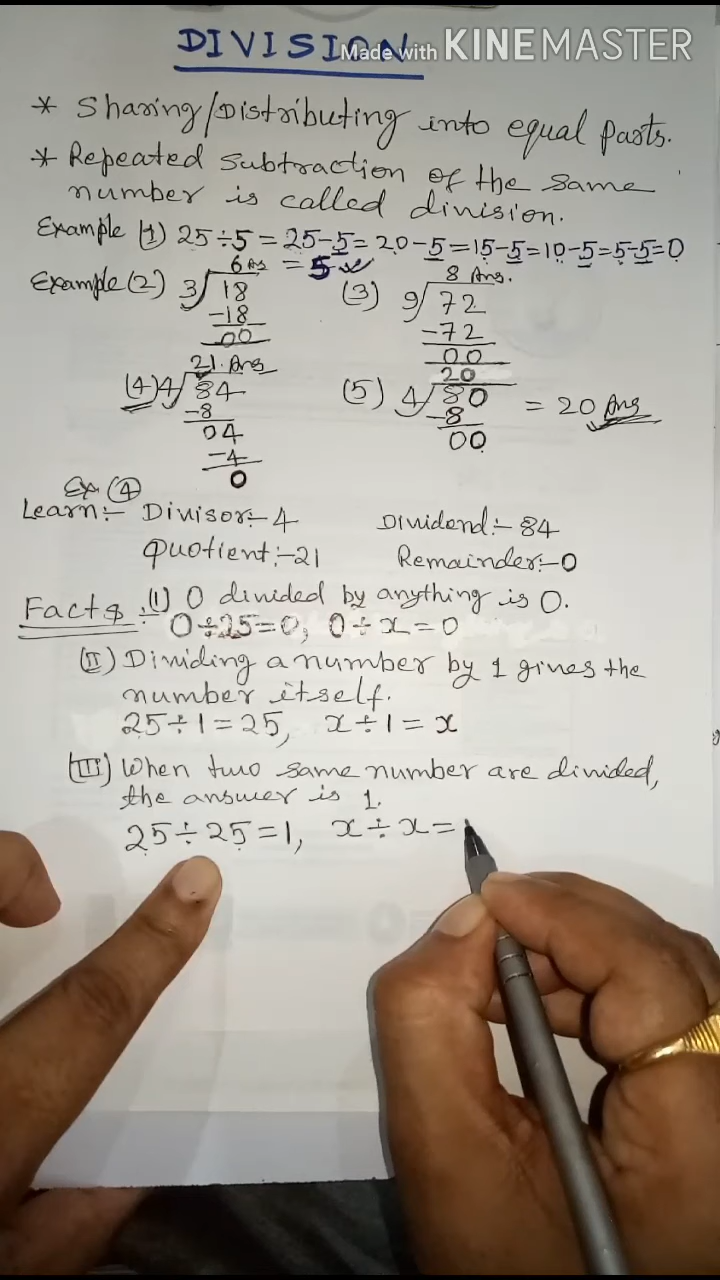 DIVISION
Made with KINEMASTER
* Sharing/Distributing into equal parts.
* Repeated subtraction of the same
number is called division.
Example (1) 25÷5 = 25-5 = 20-5 = 15-5 = 10-5 = 5-5 = 0
= 5
Example (2)
6 Ans
3) 18
-18
00
(3)
8 Ans.
9) 72
-72
00
(4)
21. Ans
4) 84
-8
04
-4
0
(5)
20
4) 80 = 20 Ans
-8
00
Ex (4)
Learn:- Divisor:- 4 Dividend:- 84
Quotient:- 21 Remainder:- 0
Facts:- (I) 0 divided by anything is 0.
0÷25=0, 0÷x=0
(II) Dividing a number by 1 gives the
number itself.
25÷1=25, x÷1=x
(III) When two same number are divided,
the answer is 1.
25÷25=1, x÷x=